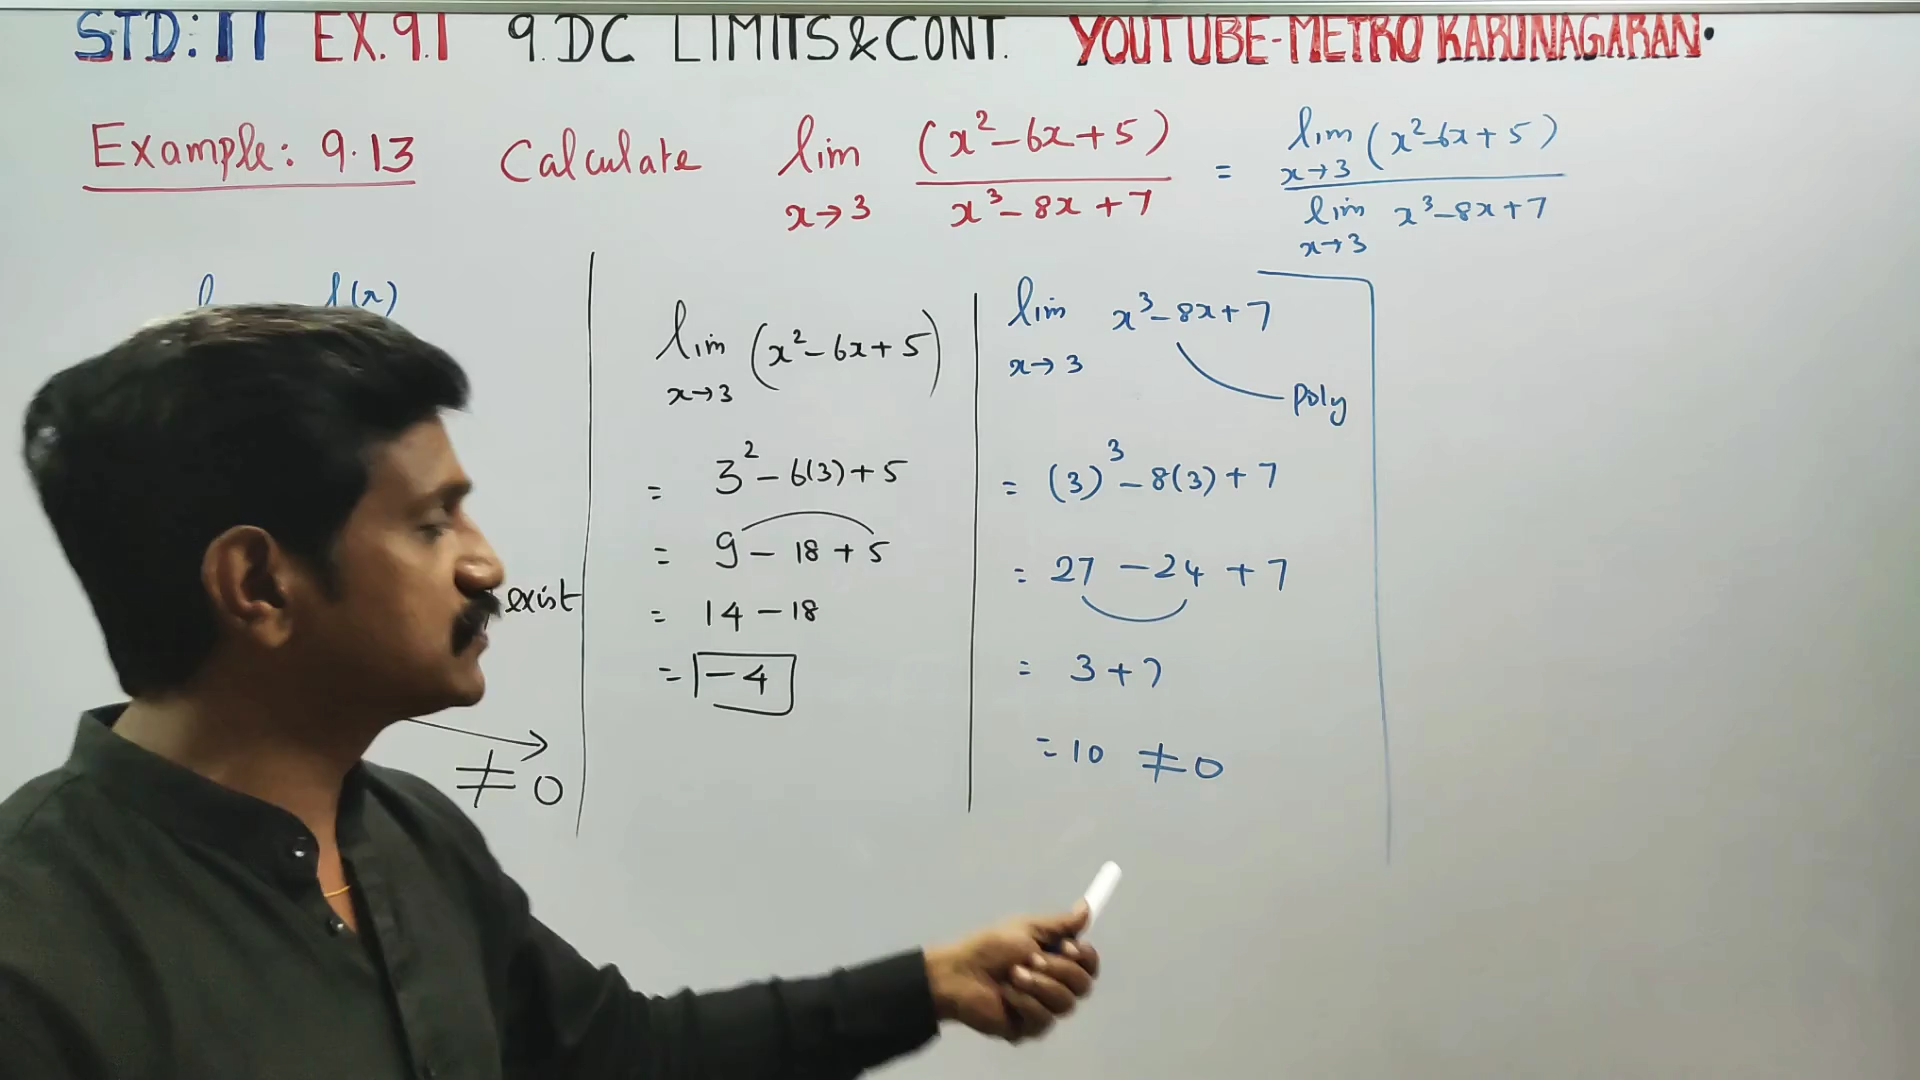 STD: 11 EX.9.1 9.DC LIMITS & CONT. YOUTUBE-METRO KARUNAGARAN.
Example: 9.13 Calculate lim x→3 (x²-6x+5) / x³-8x+7 = lim x→3 (x²-6x+5) / lim x→3 x³-8x+7
f(x)
exist
≠ 0
lim x→3 (x²-6x+5)
= 3²-6(3)+5
= 9-18+5
= 14-18
= -4
lim x→3 x³-8x+7
Poly
= (3)³-8(3)+7
= 27-24+7
= 3+7
= 10 ≠ 0